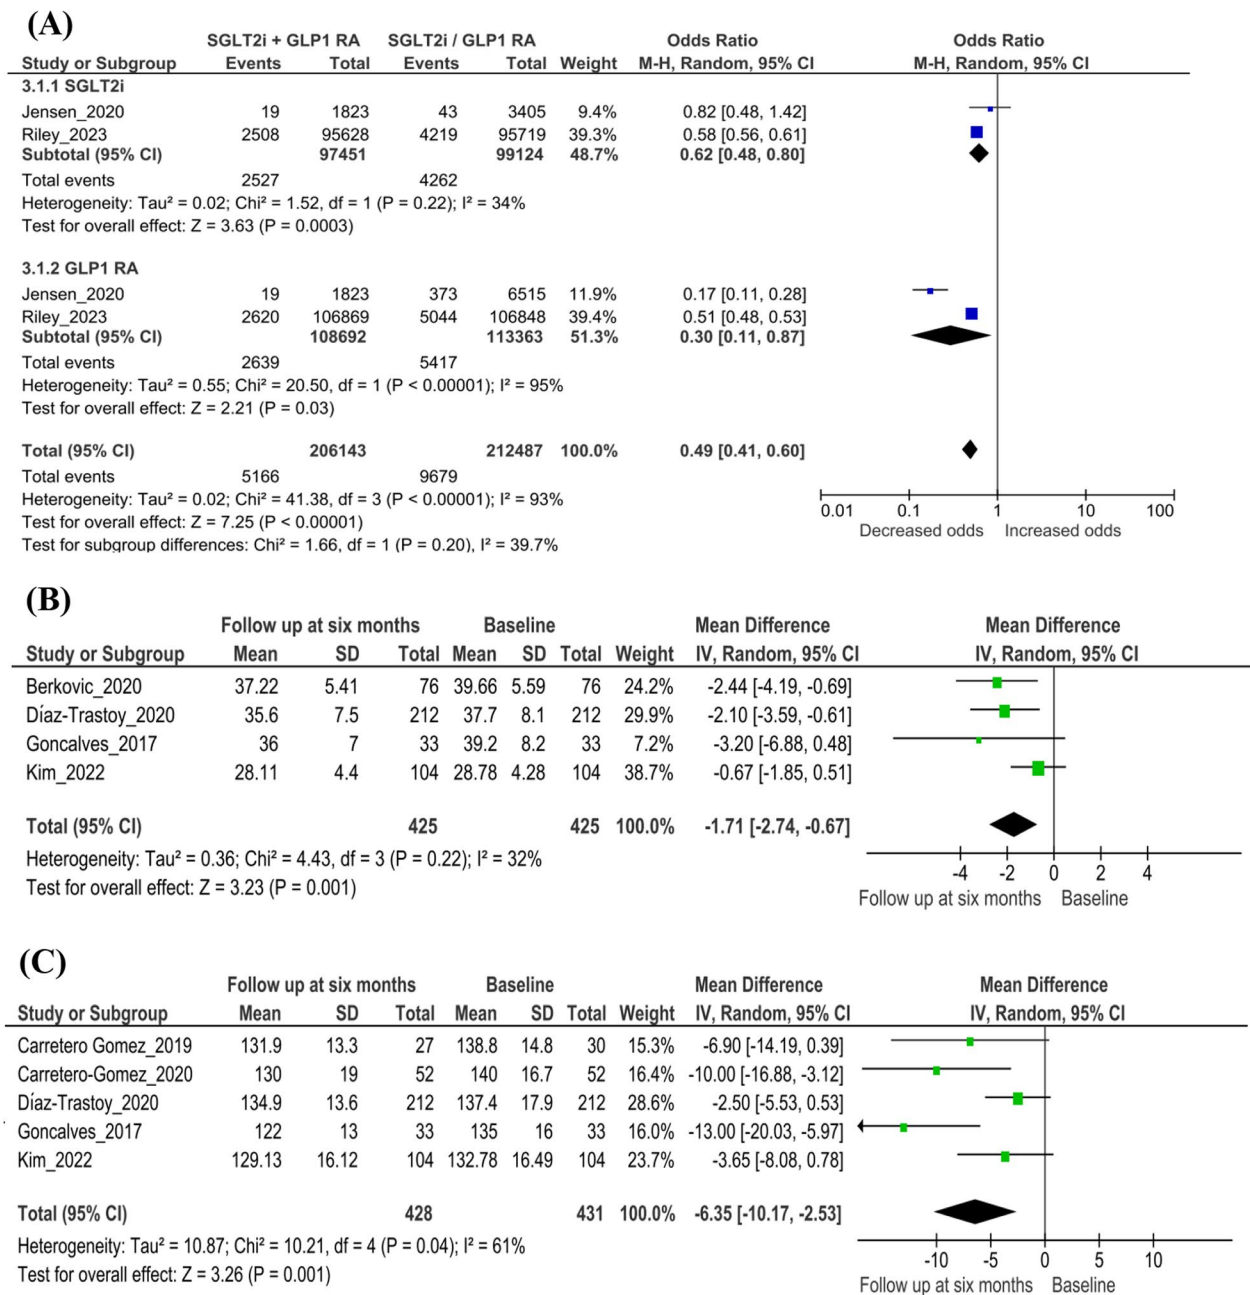 (A)
SGLT2i + GLP1 RA SGLT2i / GLP1 RA Odds Ratio Odds Ratio
Study or Subgroup Events Total Events Total Weight M-H, Random, 95% CI M-H, Random, 95% CI
3.1.1 SGLT2i
Jensen_2020 19 1823 43 3405 9.4% 0.82 [0.48, 1.42]
Riley_2023 2508 95628 4219 95719 39.3% 0.58 [0.56, 0.61]
Subtotal (95% CI) 97451 99124 48.7% 0.62 [0.48, 0.80]
Total events 2527 4262
Heterogeneity: Tau² = 0.02; Chi² = 1.52, df = 1 (P = 0.22); I² = 34%
Test for overall effect: Z = 3.63 (P = 0.0003)
3.1.2 GLP1 RA
Jensen_2020 19 1823 373 6515 11.9% 0.17 [0.11, 0.28]
Riley_2023 2620 106869 5044 106848 39.4% 0.51 [0.48, 0.53]
Subtotal (95% CI) 108692 113363 51.3% 0.30 [0.11, 0.87]
Total events 2639 5417
Heterogeneity: Tau² = 0.55; Chi² = 20.50, df = 1 (P < 0.00001); I² = 95%
Test for overall effect: Z = 2.21 (P = 0.03)
Total (95% CI) 206143 212487 100.0% 0.49 [0.41, 0.60]
Total events 5166 9679
Heterogeneity: Tau² = 0.02; Chi² = 41.38, df = 3 (P < 0.00001); I² = 93%
Test for overall effect: Z = 7.25 (P < 0.00001)
Test for subgroup differences: Chi² = 1.66, df = 1 (P = 0.20), I² = 39.7%
0.01 0.1 1 10 100
Decreased odds Increased odds
(B)
Follow up at six months Baseline Mean Difference Mean Difference
Study or Subgroup Mean SD Total Mean SD Total Weight IV, Random, 95% CI IV, Random, 95% CI
Berkovic_2020 37.22 5.41 76 39.66 5.59 76 24.2% -2.44 [-4.19, -0.69]
Díaz-Trastoy_2020 35.6 7.5 212 37.7 8.1 212 29.9% -2.10 [-3.59, -0.61]
Goncalves_2017 36 7 33 39.2 8.2 33 7.2% -3.20 [-6.88, 0.48]
Kim_2022 28.11 4.4 104 28.78 4.28 104 38.7% -0.67 [-1.85, 0.51]
Total (95% CI) 425 425 100.0% -1.71 [-2.74, -0.67]
Heterogeneity: Tau² = 0.36; Chi² = 4.43, df = 3 (P = 0.22); I² = 32%
Test for overall effect: Z = 3.23 (P = 0.001)
-4 -2 0 2 4
Follow up at six months Baseline
(C)
Follow up at six months Baseline Mean Difference Mean Difference
Study or Subgroup Mean SD Total Mean SD Total Weight IV, Random, 95% CI IV, Random, 95% CI
Carretero Gomez_2019 131.9 13.3 27 138.8 14.8 30 15.3% -6.90 [-14.19, 0.39]
Carretero-Gomez_2020 130 19 52 140 16.7 52 16.4% -10.00 [-16.88, -3.12]
Díaz-Trastoy_2020 134.9 13.6 212 137.4 17.9 212 28.6% -2.50 [-5.53, 0.53]
Goncalves_2017 122 13 33 135 16 33 16.0% -13.00 [-20.03, -5.97]
Kim_2022 129.13 16.12 104 132.78 16.49 104 23.7% -3.65 [-8.08, 0.78]
Total (95% CI) 428 431 100.0% -6.35 [-10.17, -2.53]
Heterogeneity: Tau² = 10.87; Chi² = 10.21, df = 4 (P = 0.04); I² = 61%
Test for overall effect: Z = 3.26 (P = 0.001)
-10 -5 0 5 10
Follow up at six months Baseline